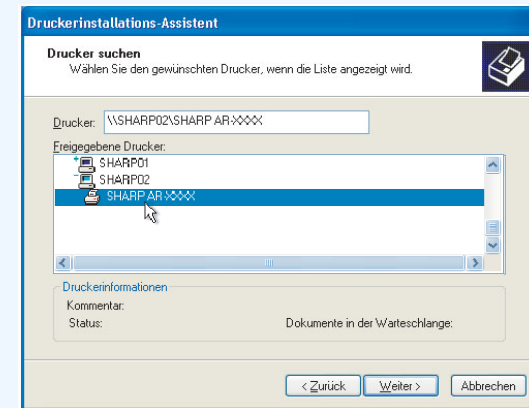 Druckerinstallations-Assistent
Drucker suchen
Wählen Sie den gewünschten Drucker, wenn die Liste angezeigt wird.
Drucker: \\SHARP02\SHARP AR-XXXX
Freigegebene Drucker:
SHARP01
SHARP02
SHARP AR-XXXX
Druckerinformationen
Kommentar:
Status: Dokumente in der Warteschlange:
< Zurück Weiter > Abbrechen